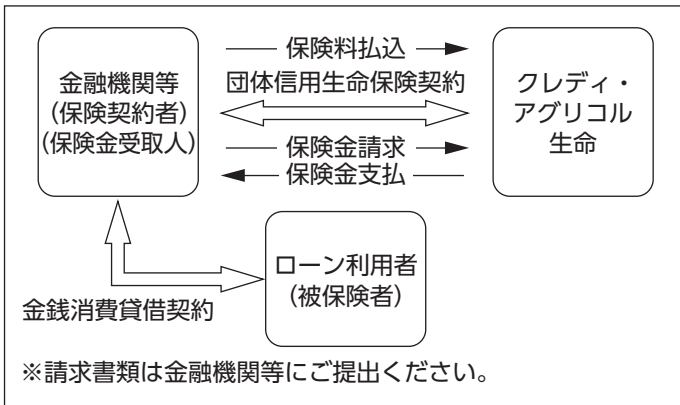 金融機関等
(保険契約者)
(保険金受取人)
保険料払込
団体信用生命保険契約
保険金請求
保険金支払
クレディ・
アグリコル
生命
ローン利用者
(被保険者)
金銭消費貸借契約
※請求書類は金融機関等にご提出ください。